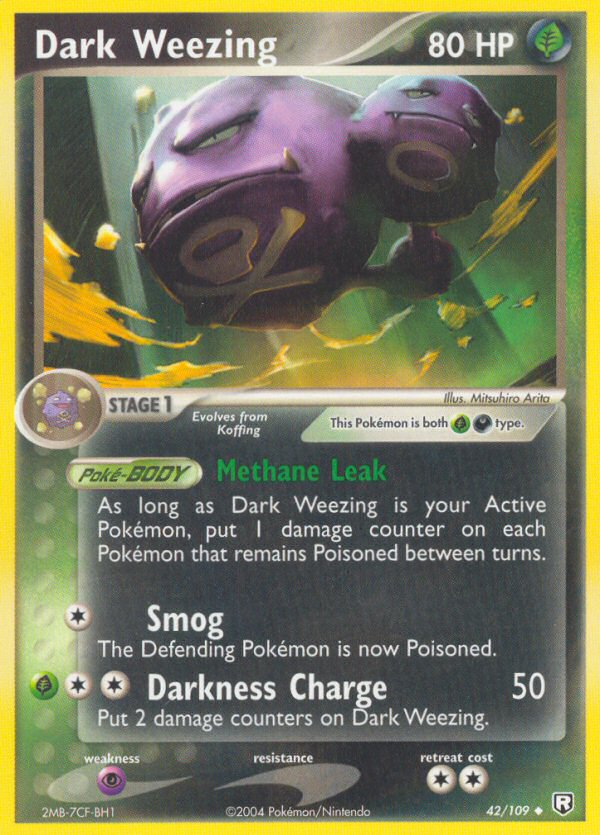 Dark Weezing 80 HP
Illus. Mitsuhiro Arita
STAGE 1
Evolves from
Koffing
This Pokémon is both type.
Poké-BODY Methane Leak
As long as Dark Weezing is your Active
Pokémon, put 1 damage counter on each
Pokémon that remains Poisoned between turns.
Smog
The Defending Pokémon is now Poisoned.
Darkness Charge 50
Put 2 damage counters on Dark Weezing.
weakness resistance retreat cost
2MB-7CF-BH1 ©2004 Pokémon/Nintendo 42/109 R